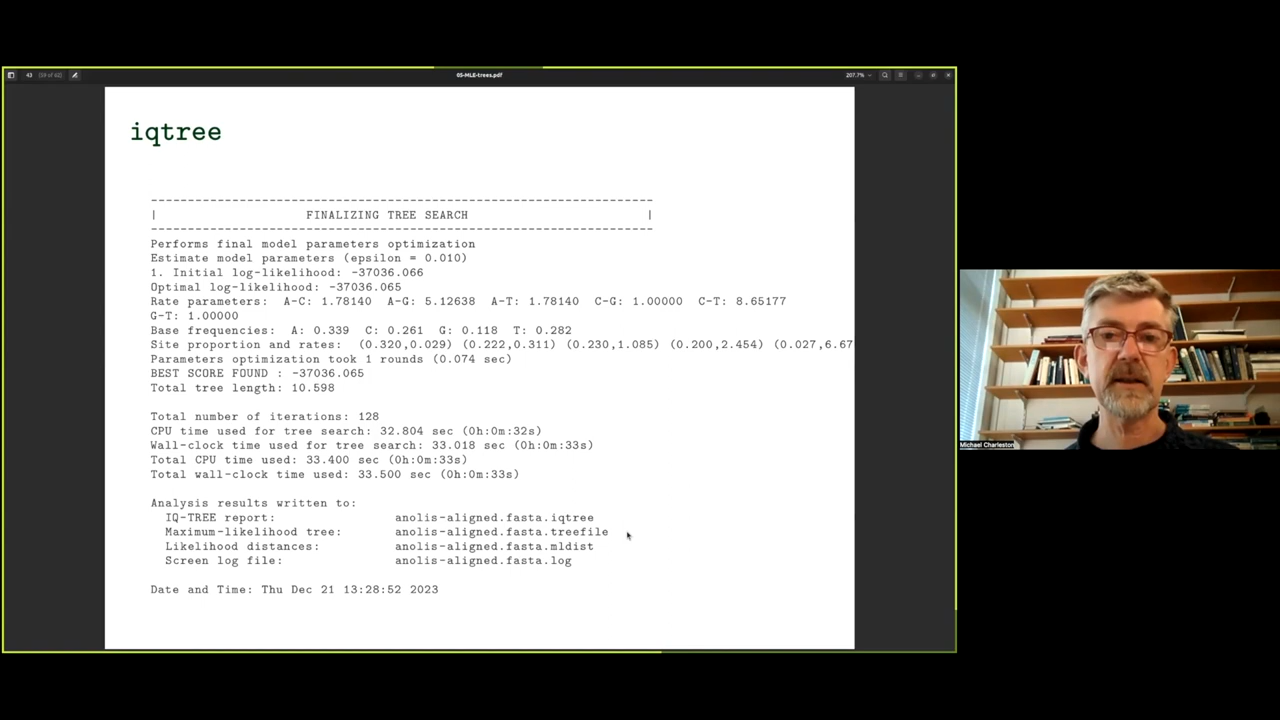 43
(59 of 62)
05-MLE-trees.pdf
207.7%
iqtree
--------------------------------------------------------------------
| FINALIZING TREE SEARCH |
--------------------------------------------------------------------
Performs final model parameters optimization
Estimate model parameters (epsilon = 0.010)
1. Initial log-likelihood: -37036.066
Optimal log-likelihood: -37036.065
Rate parameters: A-C: 1.78140 A-G: 5.12638 A-T: 1.78140 C-G: 1.00000 C-T: 8.65177
G-T: 1.00000
Base frequencies: A: 0.339 C: 0.261 G: 0.118 T: 0.282
Site proportion and rates: (0.320,0.029) (0.222,0.311) (0.230,1.085) (0.200,2.454) (0.027,6.67
Parameters optimization took 1 rounds (0.074 sec)
BEST SCORE FOUND : -37036.065
Total tree length: 10.598
Total number of iterations: 128
CPU time used for tree search: 32.804 sec (0h:0m:32s)
Wall-clock time used for tree search: 33.018 sec (0h:0m:33s)
Total CPU time used: 33.400 sec (0h:0m:33s)
Total wall-clock time used: 33.500 sec (0h:0m:33s)
Analysis results written to:
IQ-TREE report: anolis-aligned.fasta.iqtree
Maximum-likelihood tree: anolis-aligned.fasta.treefile
Likelihood distances: anolis-aligned.fasta.mldist
Screen log file: anolis-aligned.fasta.log
Date and Time: Thu Dec 21 13:28:52 2023
Michael Charleston